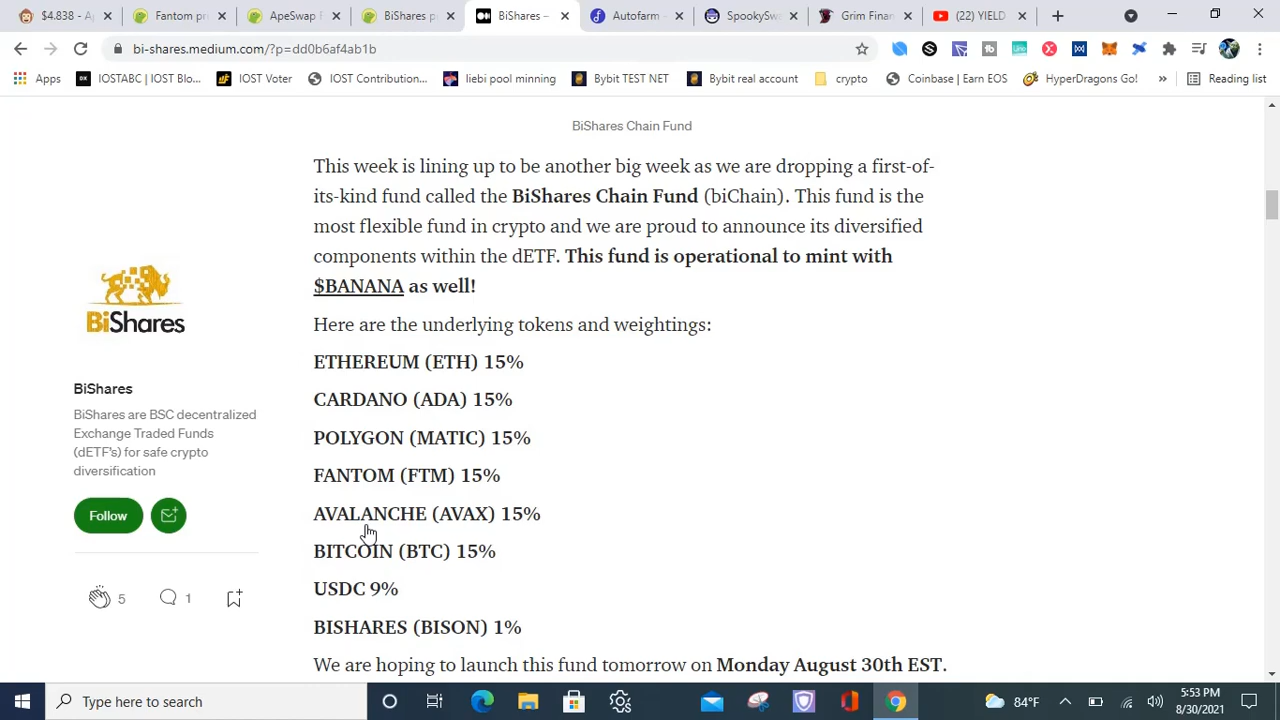 $4.838 - Ap
Fantom pr
ApeSwap F
BiShares p
BiShares –
Autofarm –
SpookySw
Grim Finan
(22) YIELD
bi-shares.medium.com/?p=dd0b6af4ab1b
Apps
IOSTABC | IOST Blo...
IOST Voter
IOST Contribution...
liebi pool minning
Bybit TEST NET
Bybit real account
crypto
Coinbase | Earn EOS
HyperDragons Go!
»
Reading list
BiShares Chain Fund
This week is lining up to be another big week as we are dropping a first-of-
its-kind fund called the BiShares Chain Fund (biChain). This fund is the
most flexible fund in crypto and we are proud to announce its diversified
components within the dETF. This fund is operational to mint with
$BANANA as well!
Here are the underlying tokens and weightings:
ETHEREUM (ETH) 15%
CARDANO (ADA) 15%
POLYGON (MATIC) 15%
FANTOM (FTM) 15%
AVALANCHE (AVAX) 15%
BITCOIN (BTC) 15%
USDC 9%
BISHARES (BISON) 1%
We are hoping to launch this fund tomorrow on Monday August 30th EST.
BiShares
BiShares
BiShares are BSC decentralized
Exchange Traded Funds
(dETF's) for safe crypto
diversification
Follow
5
1
Type here to search
84°F
5:53 PM
8/30/2021